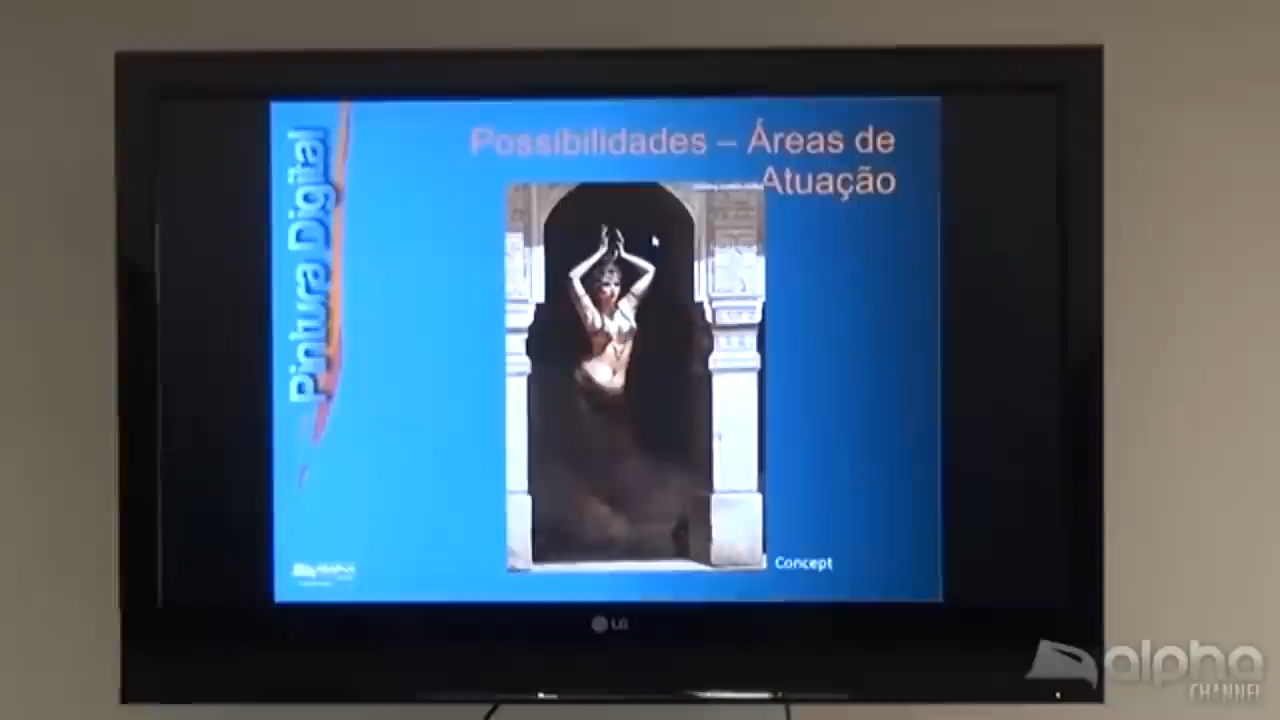 Possibilidades – Áreas de
Atuação
Pintura Digital
Concept
LG
alpha
CHANNEL